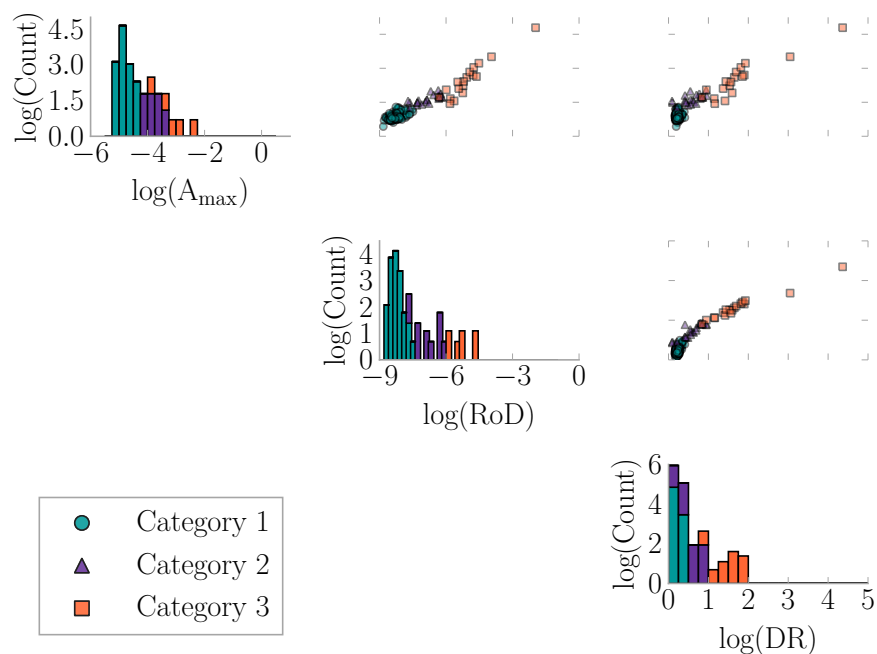 log(Count)
4.5
3.0
1.5
0.0
−6 −4 −2 0
log(A_max)
log(Count)
4
3
2
1
0
−9 −6 −3 0
log(RoD)
log(Count)
6
4
2
0
0 1 2 3 4 5
log(DR)
Category 1
Category 2
Category 3